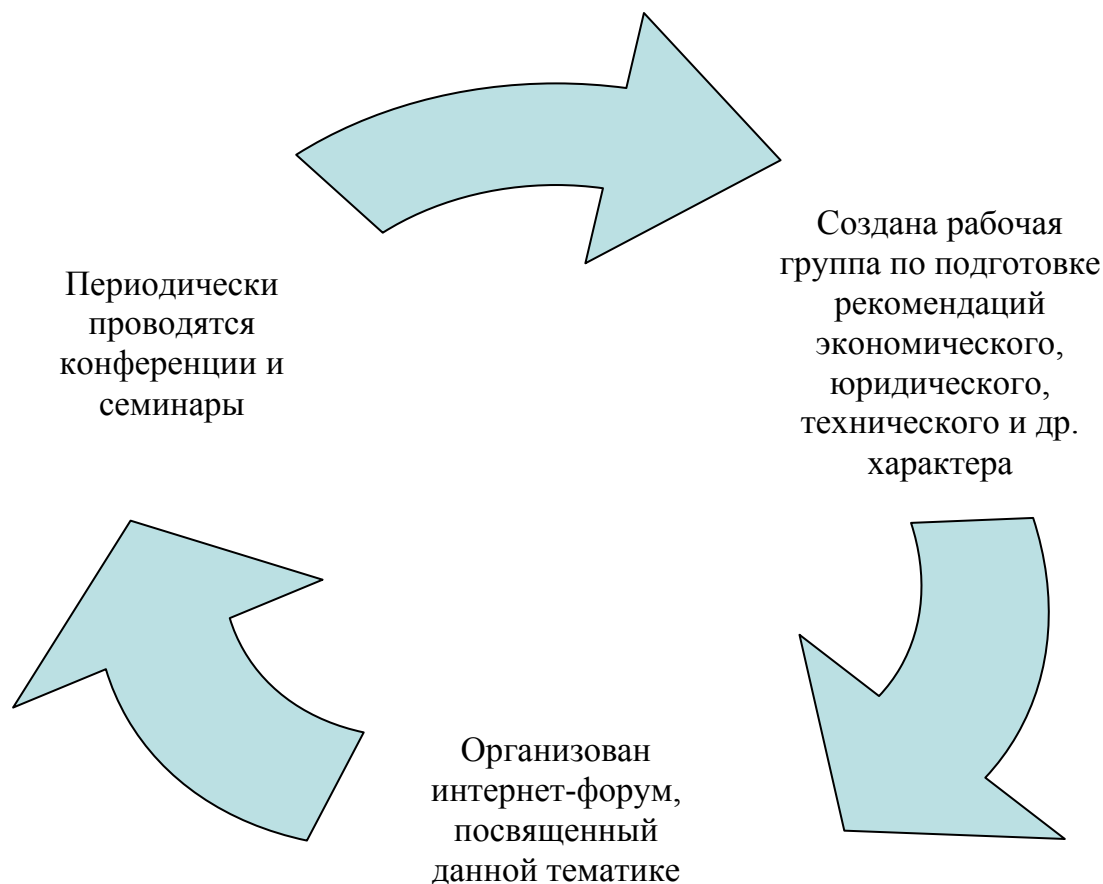 Создана рабочая
группа по подготовке
рекомендаций
экономического,
юридического,
технического и др.
характера
Периодически
проводятся
конференции и
семинары
Организован
интернет-форум,
посвященный
данной тематике